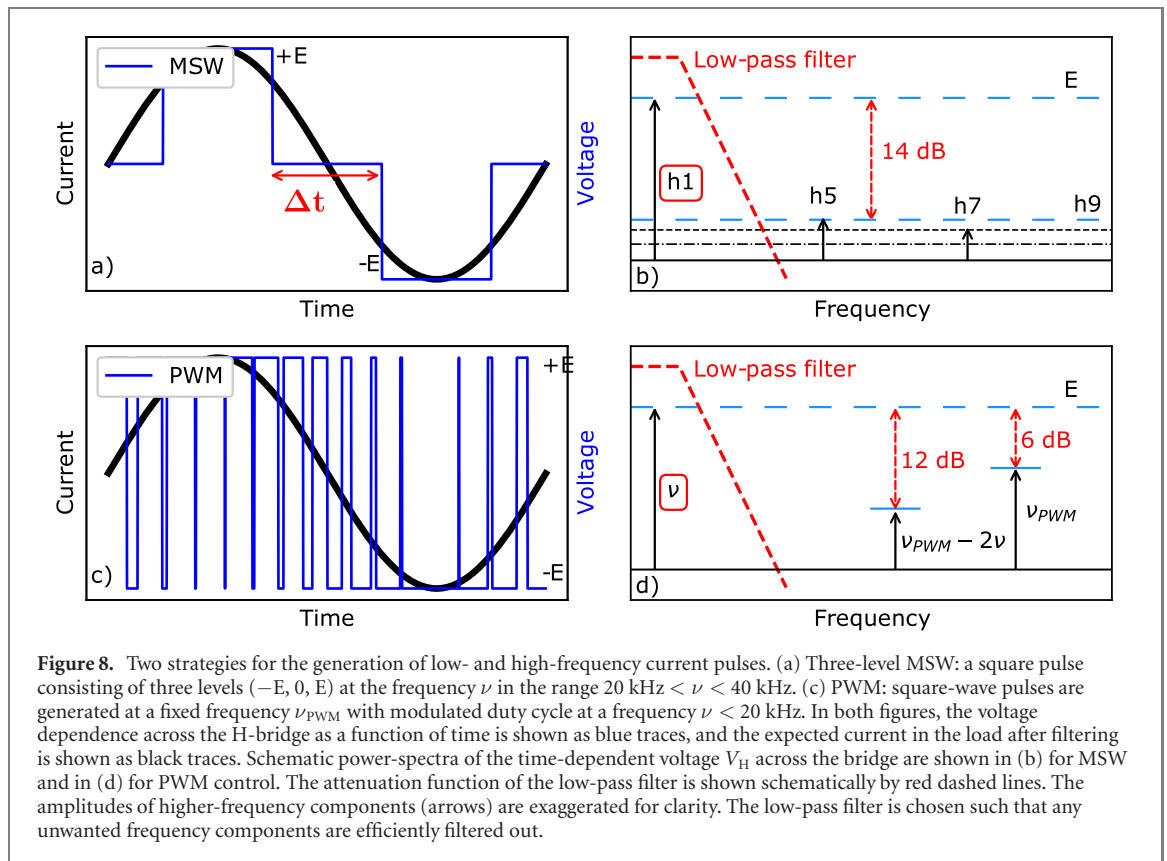 MSW
+E
-E
Δt
a)
Current
Voltage
Time
Low-pass filter
E
14 dB
h1
h5
h7
h9
b)
Frequency
PWM
+E
-E
c)
Current
Voltage
Time
Low-pass filter
E
6 dB
12 dB
ν
νPWM
νPWM − 2ν
d)
Frequency
Figure 8. Two strategies for the generation of low- and high-frequency current pulses. (a) Three-level MSW: a square pulse
consisting of three levels (−E, 0, E) at the frequency ν in the range 20 kHz < ν < 40 kHz. (c) PWM: square-wave pulses are
generated at a fixed frequency νPWM with modulated duty cycle at a frequency ν < 20 kHz. In both figures, the voltage
dependence across the H-bridge as a function of time is shown as blue traces, and the expected current in the load after filtering
is shown as black traces. Schematic power-spectra of the time-dependent voltage VH across the bridge are shown in (b) for MSW
and in (d) for PWM control. The attenuation function of the low-pass filter is shown schematically by red dashed lines. The
amplitudes of higher-frequency components (arrows) are exaggerated for clarity. The low-pass filter is chosen such that any
unwanted frequency components are efficiently filtered out.